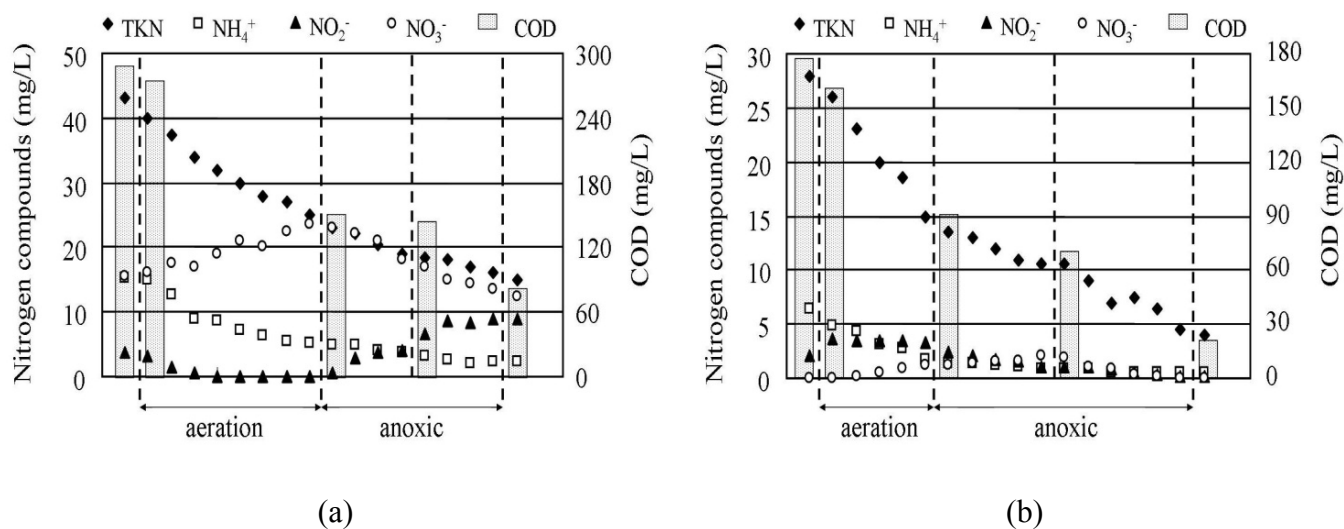 ◆ TKN □ NH₄⁺ ▲ NO₂⁻ ○ NO₃⁻ COD
Nitrogen compounds (mg/L)
50
40
30
20
10
0
300
240
180
120
60
0
COD (mg/L)
aeration anoxic
(a)
◆ TKN □ NH₄⁺ ▲ NO₂⁻ ○ NO₃⁻ COD
Nitrogen compounds (mg/L)
30
25
20
15
10
5
0
180
150
120
90
60
30
0
COD (mg/L)
aeration anoxic
(b)